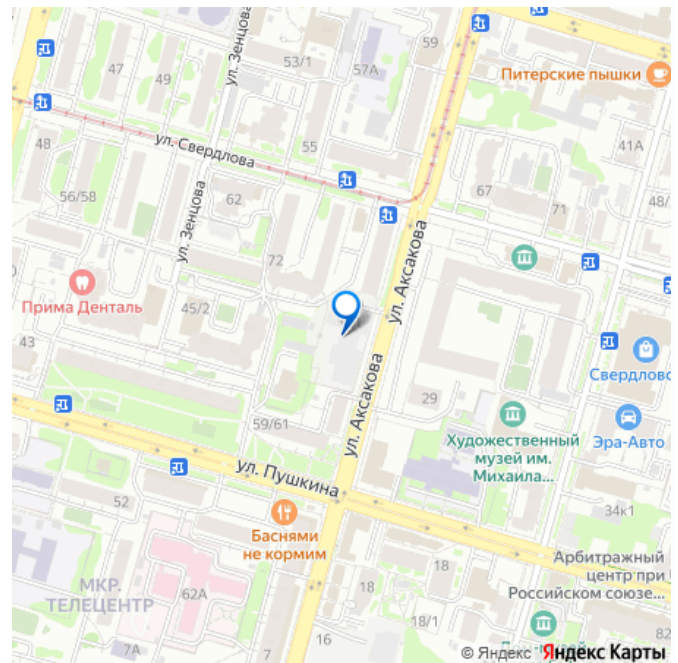 59
47
49
53/1
57А
ул. Зенцова
Питерские пышки
48
ул. Свердлова
55
41А
56/58
62
67
71
48/
ул. Зенцова
72
ул. Аксакова
Прима Денталь
45/2
43
Свердловс
ул. Аксакова
29
59/61
Художественный
музей им.
Михаила...
Эра-Авто
ул. Пушкина
52
Баснями
не кормим
34к1
Арбитражный
центр при
Российском союзе...
МКР.
ТЕЛЕЦЕНТР
62А
18
18
18/1
82
7А
7
16
© Яндекс Яндекс Карты